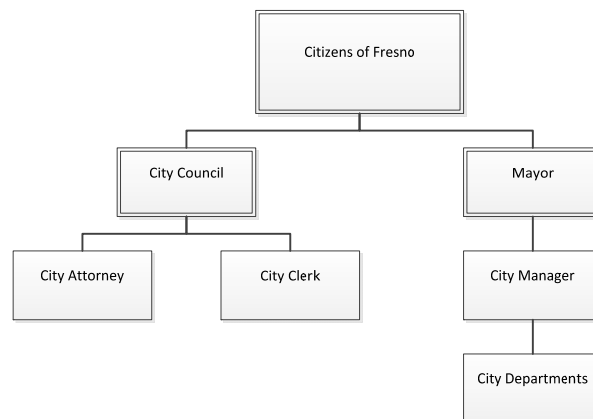 Citizens of Fresno
City Council
Mayor
City Attorney
City Clerk
City Manager
City Departments